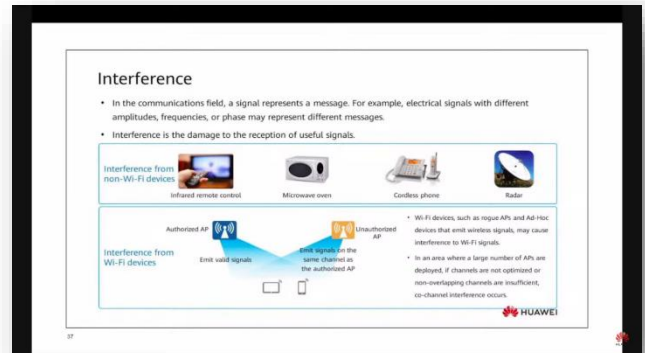 Interference
• In the communications field, a signal represents a message. For example, electrical signals with different
amplitudes, frequencies, or phase may represent different messages.
• Interference is the damage to the reception of useful signals.
Interference from
non-Wi-Fi devices
Infrared remote control
Microwave oven
Cordless phone
Radar
Interference from
Wi-Fi devices
Authorized AP
Emit valid signals
Unauthorized
AP
Emit signals on the
same channel as
the authorized AP
• Wi-Fi devices, such as rogue APs and Ad-Hoc
devices that emit wireless signals, may cause
interference to Wi-Fi signals.
• In an area where a large number of APs are
deployed, if channels are not optimized or
non-overlapping channels are insufficient,
co-channel interference occurs.
HUAWEI
37